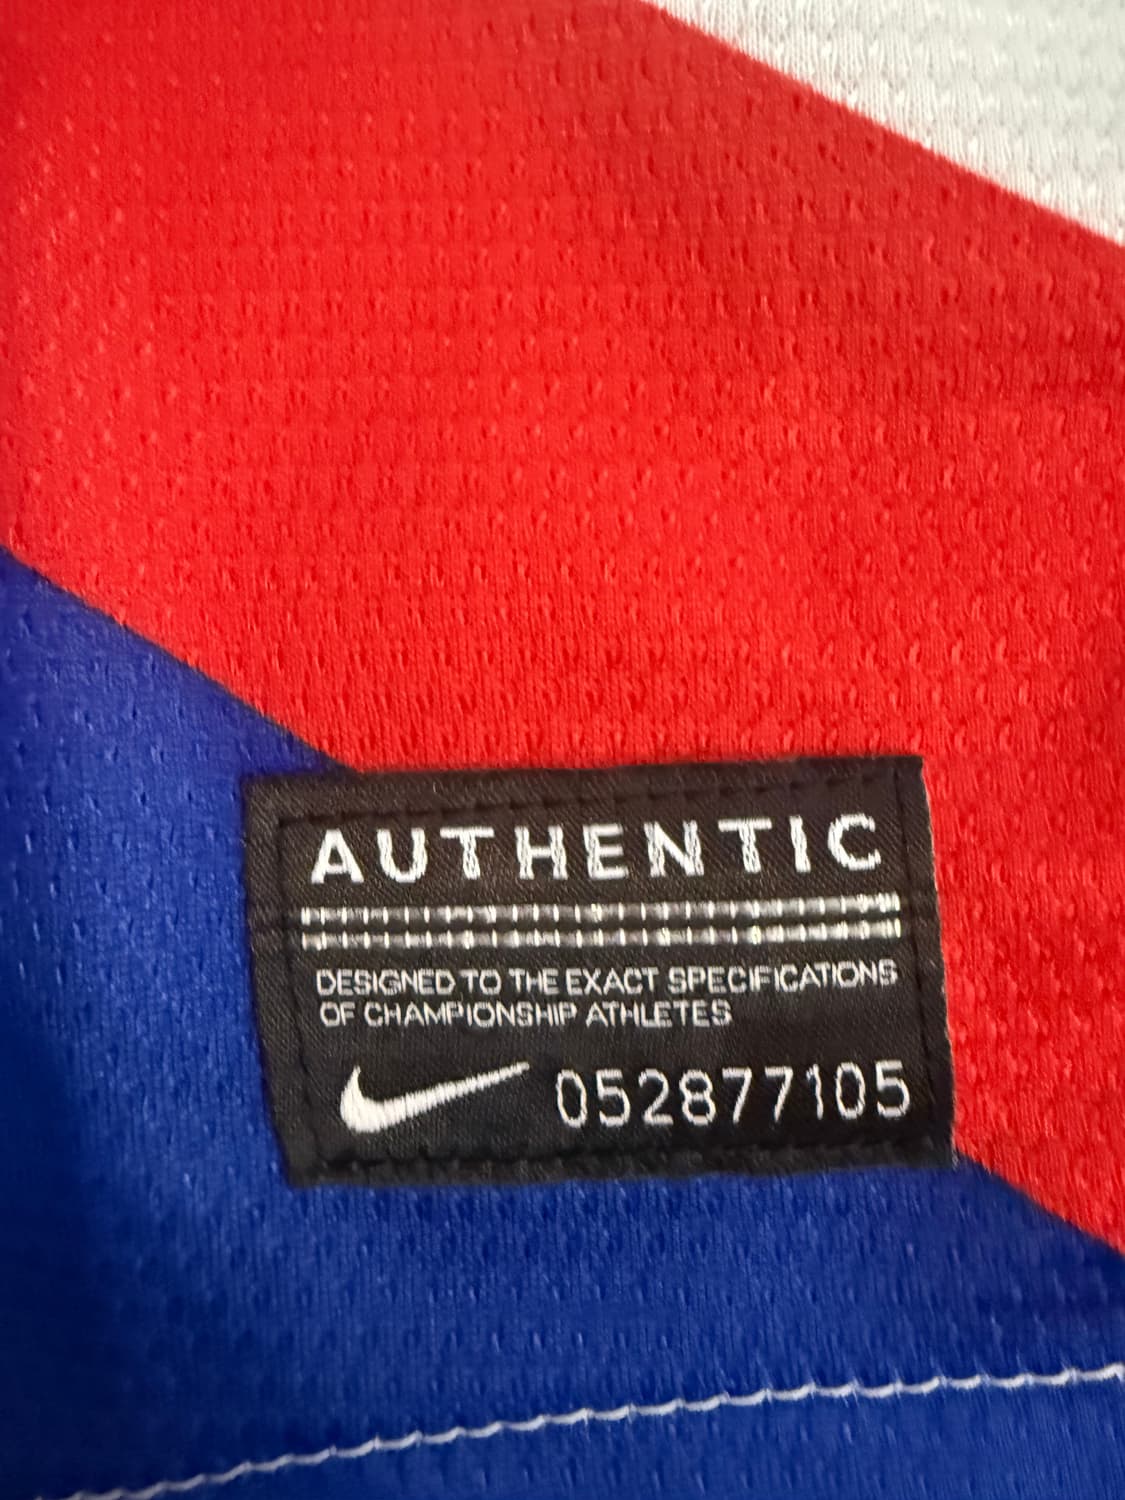 AUTHENTIC
DESIGNED TO THE EXACT SPECIFICATIONS
OF CHAMPIONSHIP ATHLETES
052877105